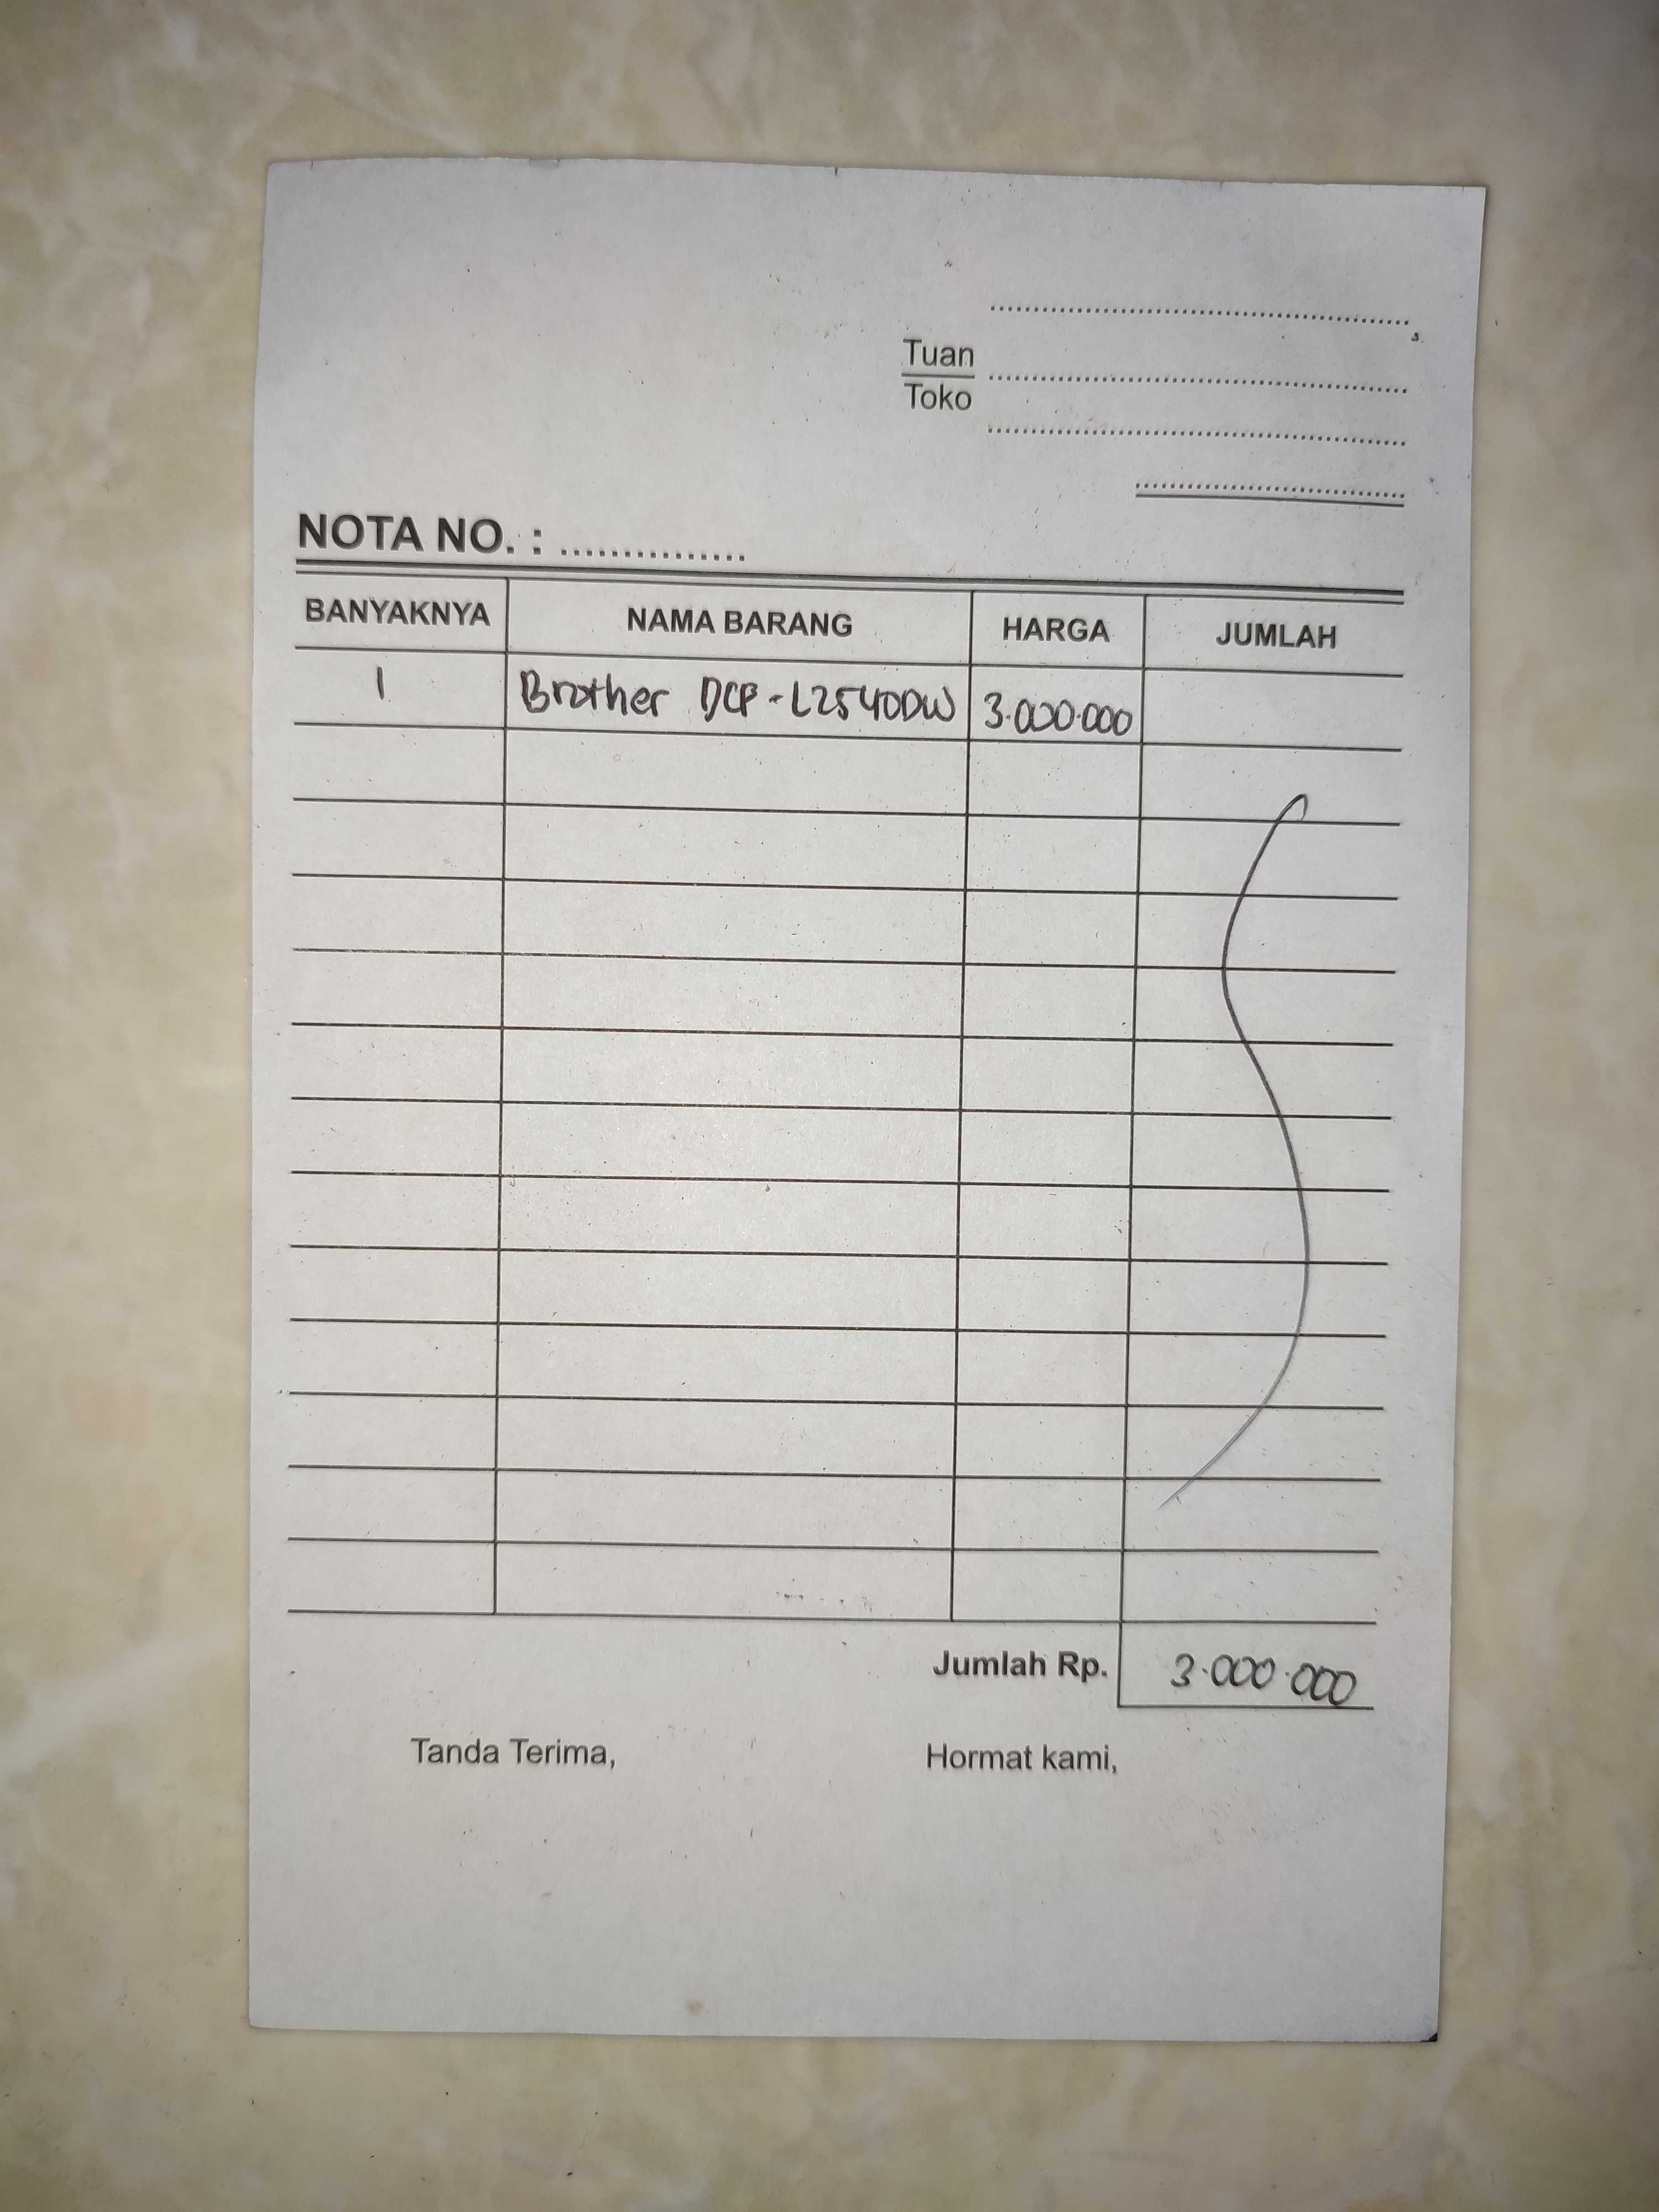 Tuan
Toko
NOTA NO. : ...............
BANYAKNYA NAMA BARANG HARGA JUMLAH
1 Brother DCP-L2540DW 3.000.000
Jumlah Rp. 3.000.000
Tanda Terima, Hormat kami,